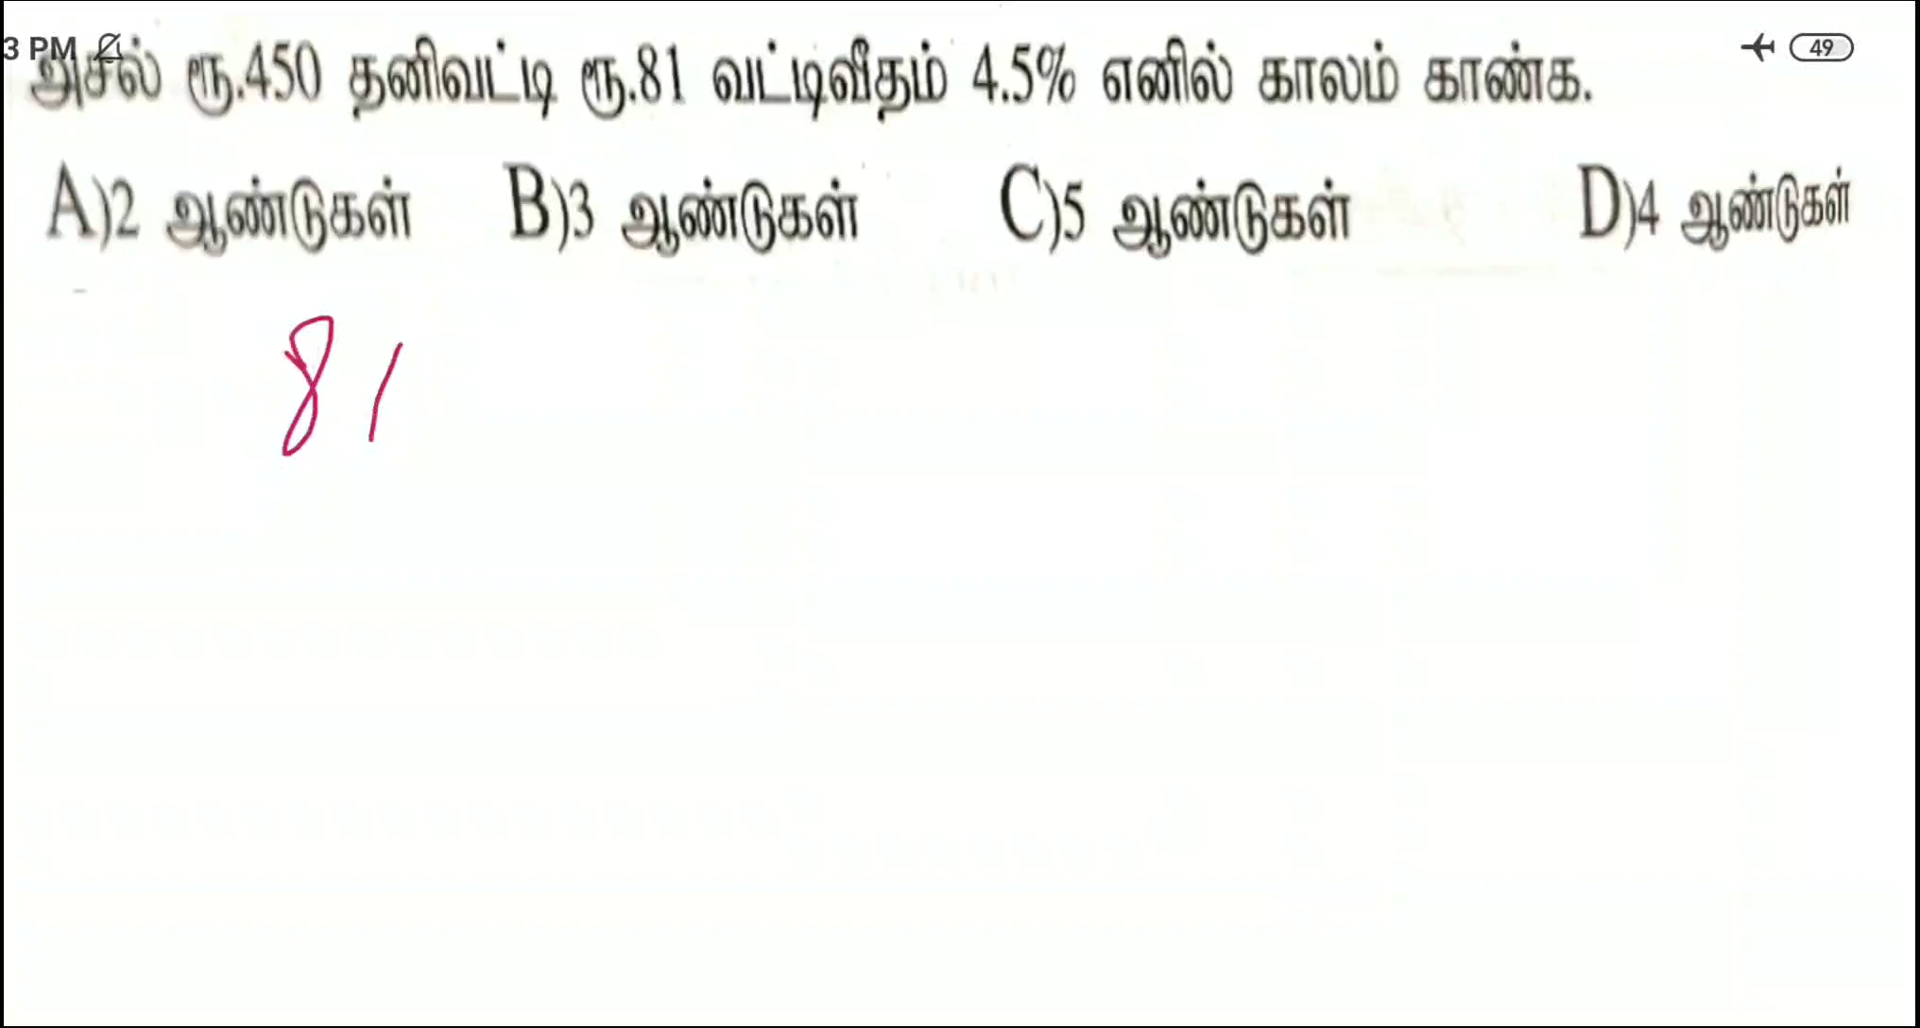 3 PM 49
அசல் ரூ.450 தனிவட்டி ரூ.81 வட்டிவீதம் 4.5% எனில் காலம் காண்க.
A)2 ஆண்டுகள் B)3 ஆண்டுகள் C)5 ஆண்டுகள் D)4 ஆண்டுகள்
81